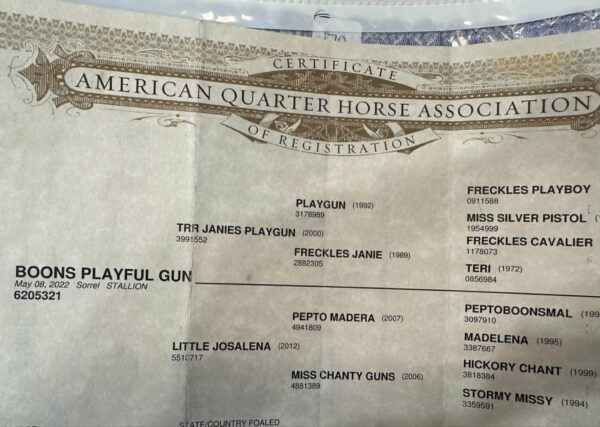 CERTIFICATE
AMERICAN QUARTER HORSE ASSOCIATION
OF REGISTRATION
FRECKLES PLAYBOY
0911588
PLAYGUN (1992)
3178989
MISS SILVER PISTOL
1954999
TRR JANIES PLAYGUN (2000)
3991552
FRECKLES CAVALIER
1178073
FRECKLES JANIE (1989)
2882305
TERI (1972)
0856984
BOONS PLAYFUL GUN
May 08, 2022 Sorrel STALLION
6205321
PEPTOBOONSMAL (199
3097910
PEPTO MADERA (2007)
4941809
MADELENA (1995)
3387667
LITTLE JOSALENA (2012)
HICKORY CHANT (1999)
3818384
MISS CHANTY GUNS (2006)
4881389
STORMY MISSY (1994)
3359591
STATE/COUNTRY FOALED